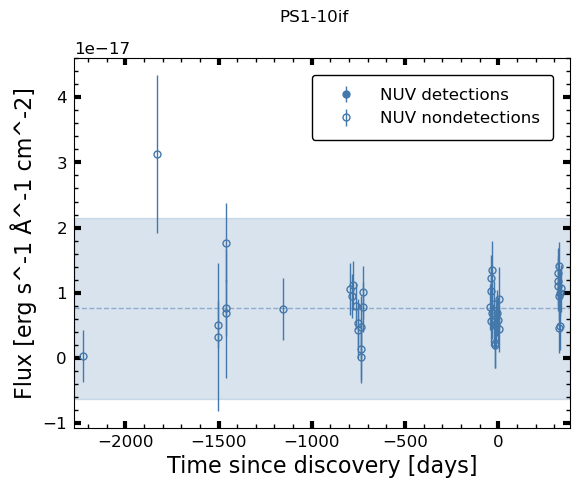 PS1-10if
1e−17
NUV detections
NUV nondetections
4
3
2
1
0
−1
Flux [erg s^-1 Å^-1 cm^-2]
−2000
−1500
−1000
−500
0
Time since discovery [days]